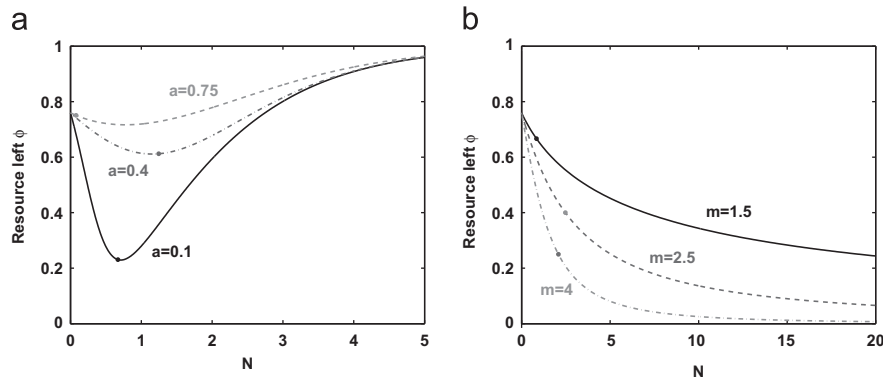 a
1
0.8
0.6
0.4
0.2
0
Resource left ϕ
a=0.75
a=0.4
a=0.1
0 1 2 3 4 5
N
b
1
0.8
0.6
0.4
0.2
0
Resource left ϕ
m=1.5
m=2.5
m=4
0 5 10 15 20
N